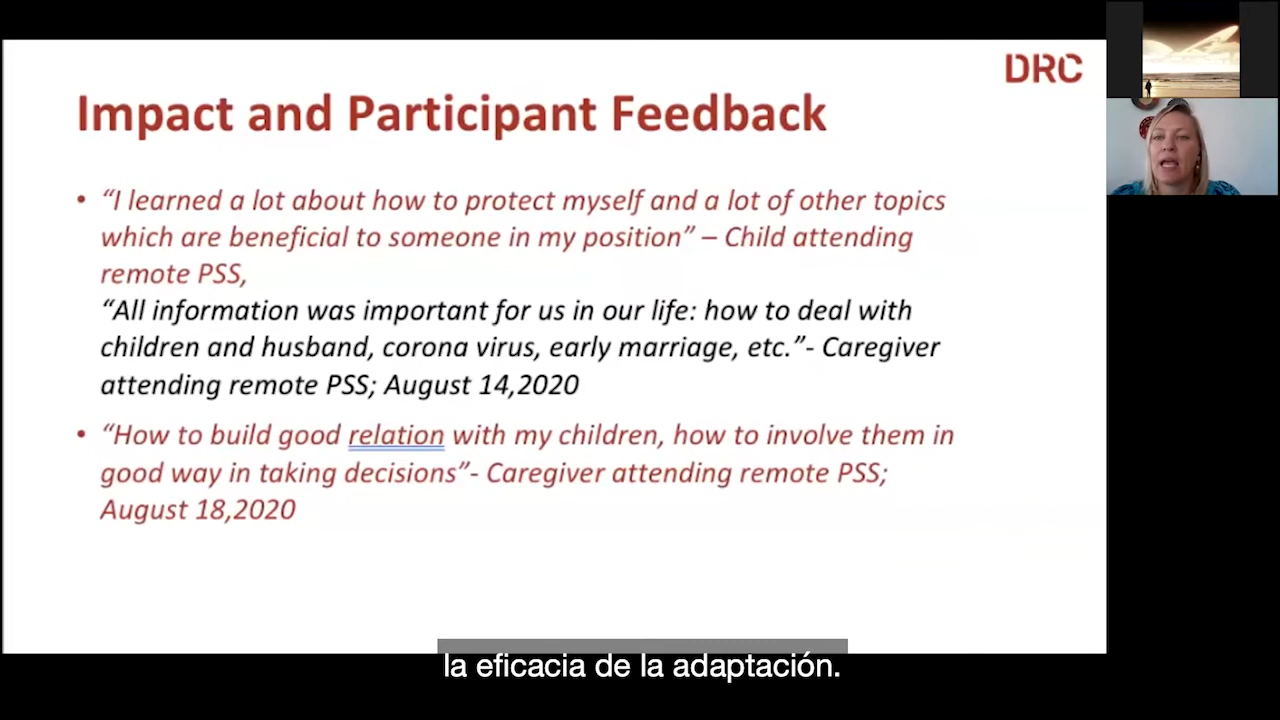 DRC
Impact and Participant Feedback
• “I learned a lot about how to protect myself and a lot of other topics
which are beneficial to someone in my position” – Child attending
remote PSS,
“All information was important for us in our life: how to deal with
children and husband, corona virus, early marriage, etc.”- Caregiver
attending remote PSS; August 14,2020
• “How to build good relation with my children, how to involve them in
good way in taking decisions”- Caregiver attending remote PSS;
August 18,2020
la eficacia de la adaptación.